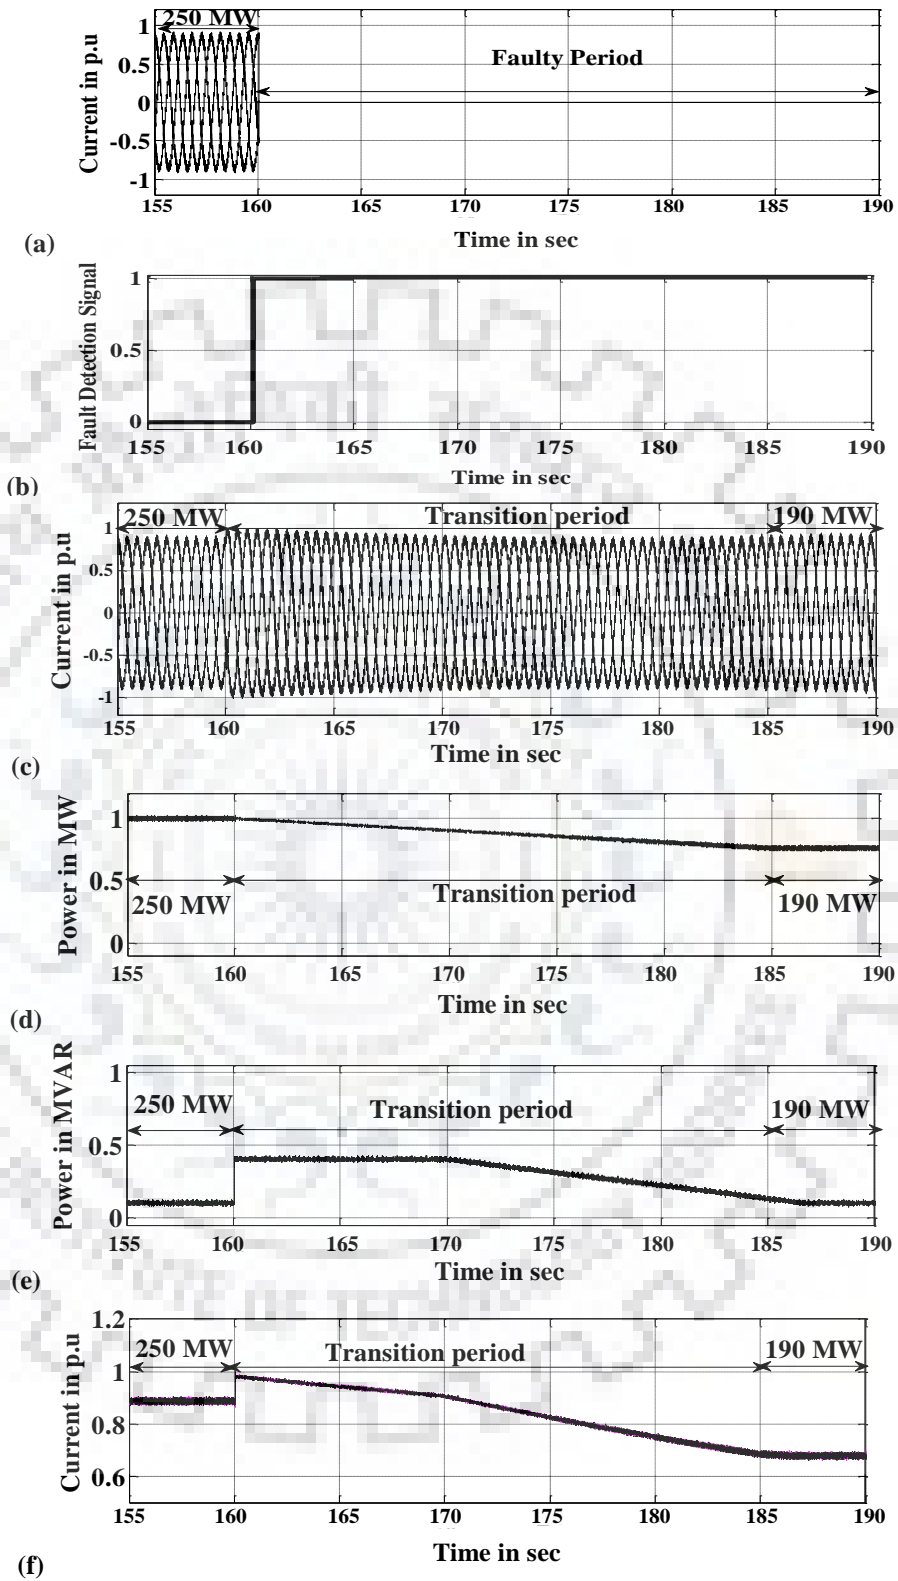 250 MW
Current in p.u
1
0.5
0
-0.5
-1
Faulty Period
155 160 165 170 175 180 185 190
Time in sec
(a)
Fault Detection Signal
1
0.5
0
155 160 165 170 175 180 185 190
Time in sec
(b)
250 MW Transition period 190 MW
Current in p.u
1
0.5
0
-0.5
-1
155 160 165 170 175 180 185 190
Time in sec
(c)
Power in MW
1
0.5
0
250 MW Transition period 190 MW
155 160 165 170 175 180 185 190
Time in sec
(d)
Power in MVAR
1
0.5
0
250 MW Transition period 190 MW
155 160 165 170 175 180 185 190
Time in sec
(e)
Current in p.u
1.2
1
0.8
0.6
250 MW Transition period 190 MW
155 160 165 170 175 180 185 190
Time in sec
(f)